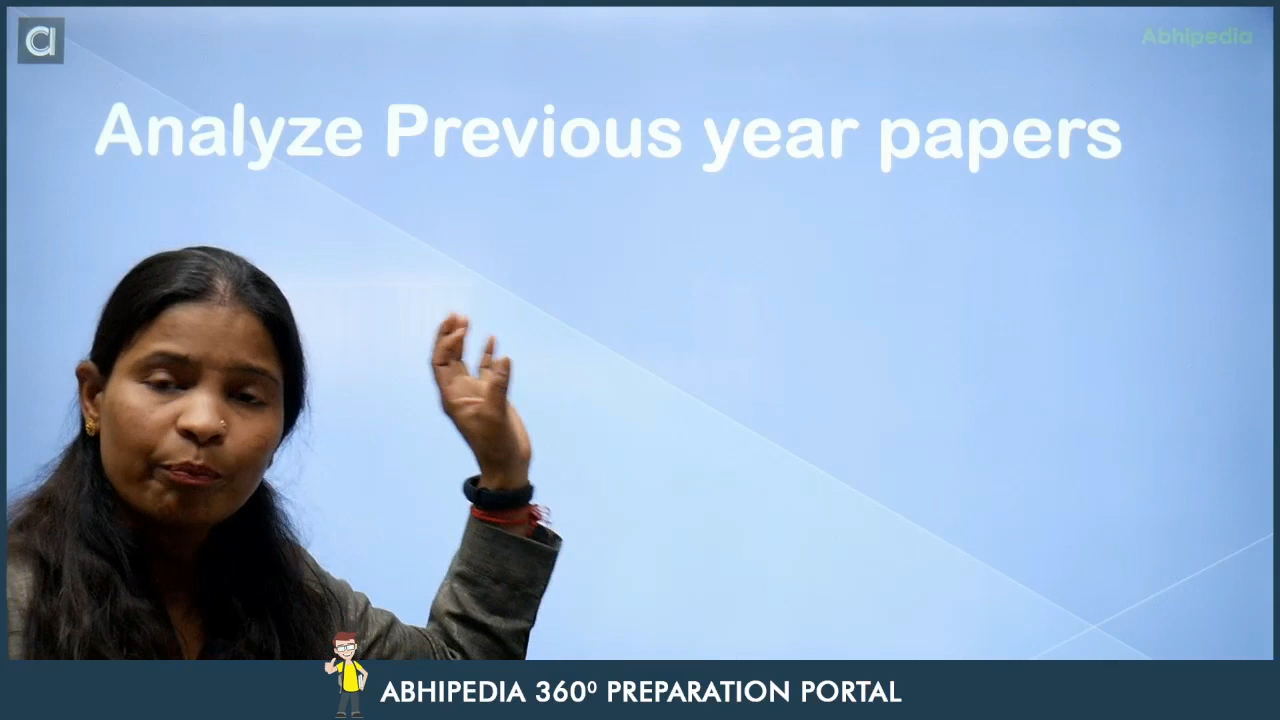 Abhipedia
Analyze Previous year papers
ABHIPEDIA 360⁰ PREPARATION PORTAL